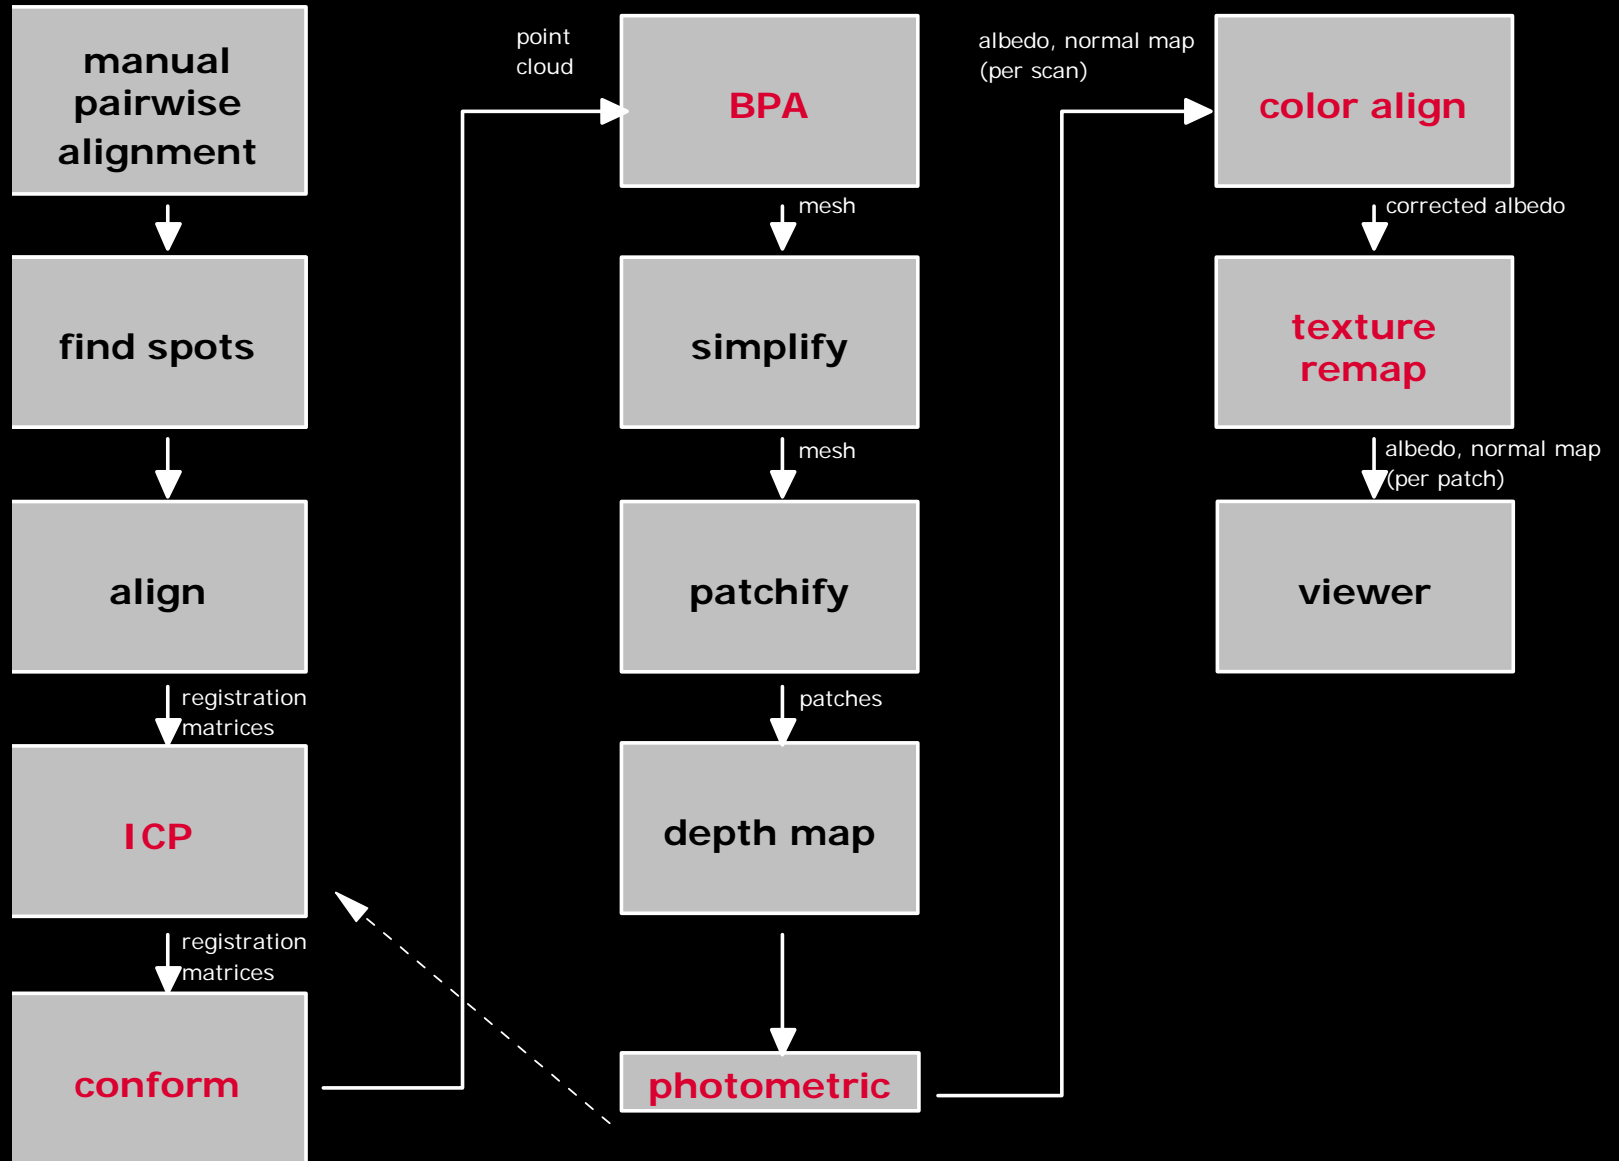 manual
pairwise
alignment
find spots
align
registration
matrices
ICP
registration
matrices
conform
point
cloud
BPA
mesh
simplify
mesh
patchify
patches
depth map
photometric
albedo, normal map
(per scan)
color align
corrected albedo
texture
remap
albedo, normal map
(per patch)
viewer